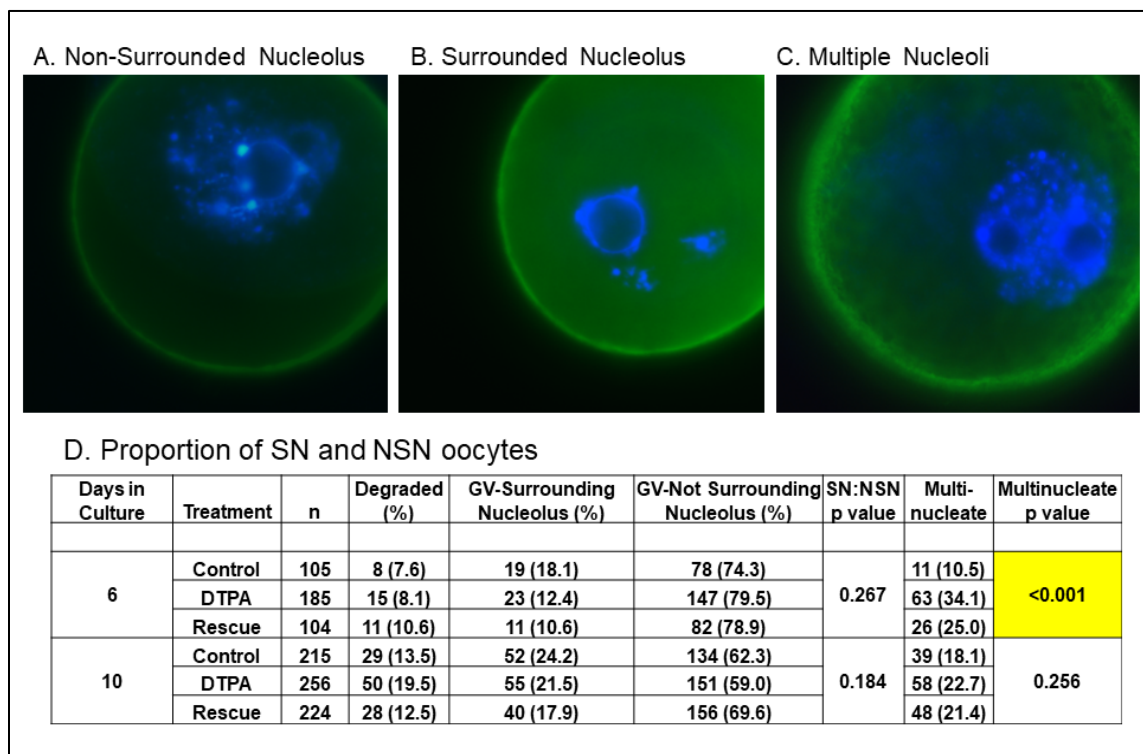 A. Non-Surrounded Nucleolus
B. Surrounded Nucleolus
C. Multiple Nucleoli
D. Proportion of SN and NSN oocytes
Days in Culture Treatment n Degraded (%) GV-Surrounding Nucleolus (%) GV-Not Surrounding Nucleolus (%) SN:NSN p value Multi-nucleate Multinucleate p value
6 Control 105 8 (7.6) 19 (18.1) 78 (74.3) 0.267 11 (10.5) <0.001
DTPA 185 15 (8.1) 23 (12.4) 147 (79.5) 63 (34.1)
Rescue 104 11 (10.6) 11 (10.6) 82 (78.9) 26 (25.0)
10 Control 215 29 (13.5) 52 (24.2) 134 (62.3) 0.184 39 (18.1) 0.256
DTPA 256 50 (19.5) 55 (21.5) 151 (59.0) 58 (22.7)
Rescue 224 28 (12.5) 40 (17.9) 156 (69.6) 48 (21.4)